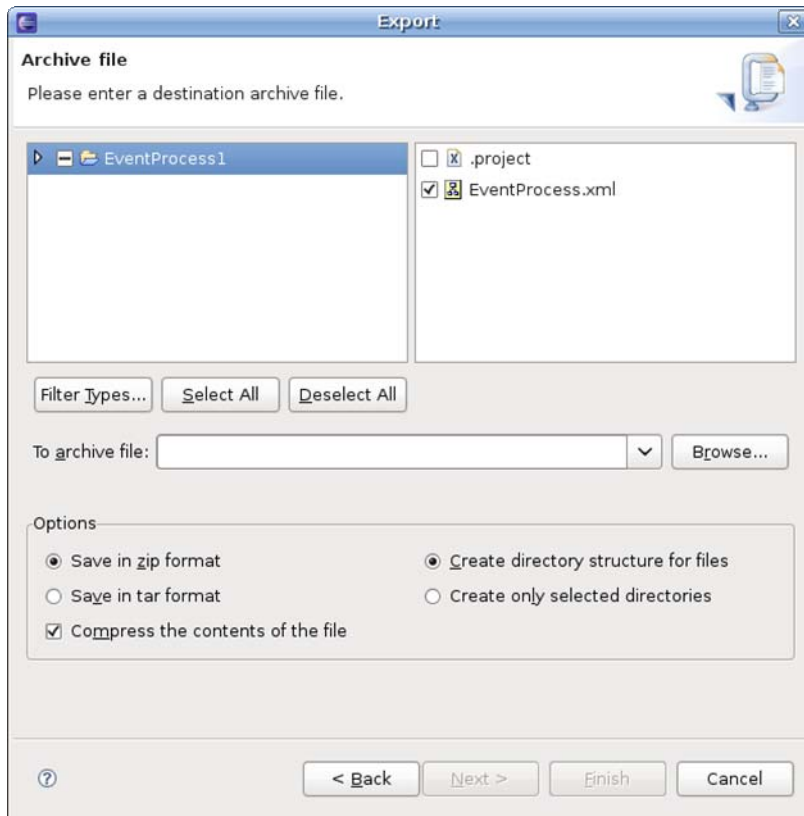 Export
Archive file
Please enter a destination archive file.
EventProcess1
.project
EventProcess.xml
Filter Types... Select All Deselect All
To archive file: Browse...
Options
Save in zip format Create directory structure for files
Save in tar format Create only selected directories
Compress the contents of the file
< Back Next > Finish Cancel